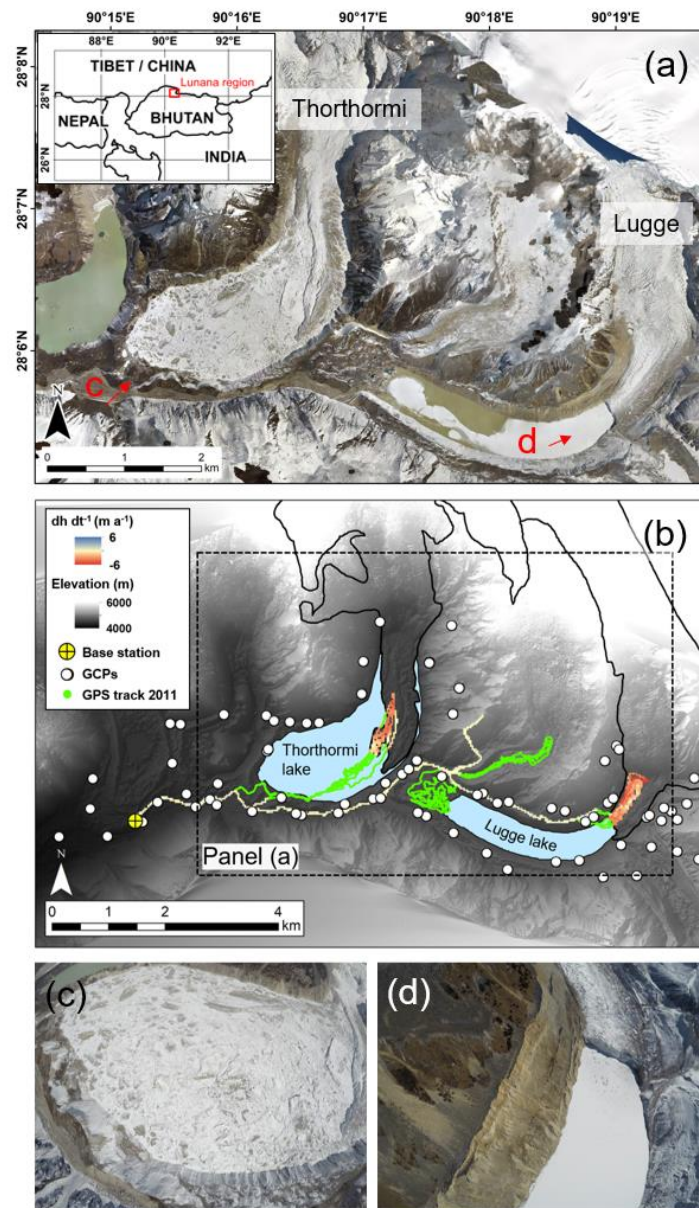 90°15'E 90°16'E 90°17'E 90°18'E 90°19'E
88°E 90°E 92°E
TIBET / CHINA
Lunana region
28°N
NEPAL
BHUTAN
INDIA
26°N
28°8'N
28°7'N
28°6'N
(a)
Thorthormi
Lugge
c
d
N
0 1 2
km
(b)
dh dt⁻¹ (m a⁻¹)
6
-6
Elevation (m)
6000
4000
Base station
GCPs
GPS track 2011
Thorthormi
lake
Lugge lake
Panel (a)
N
0 1 2 4
km
(c)
(d)